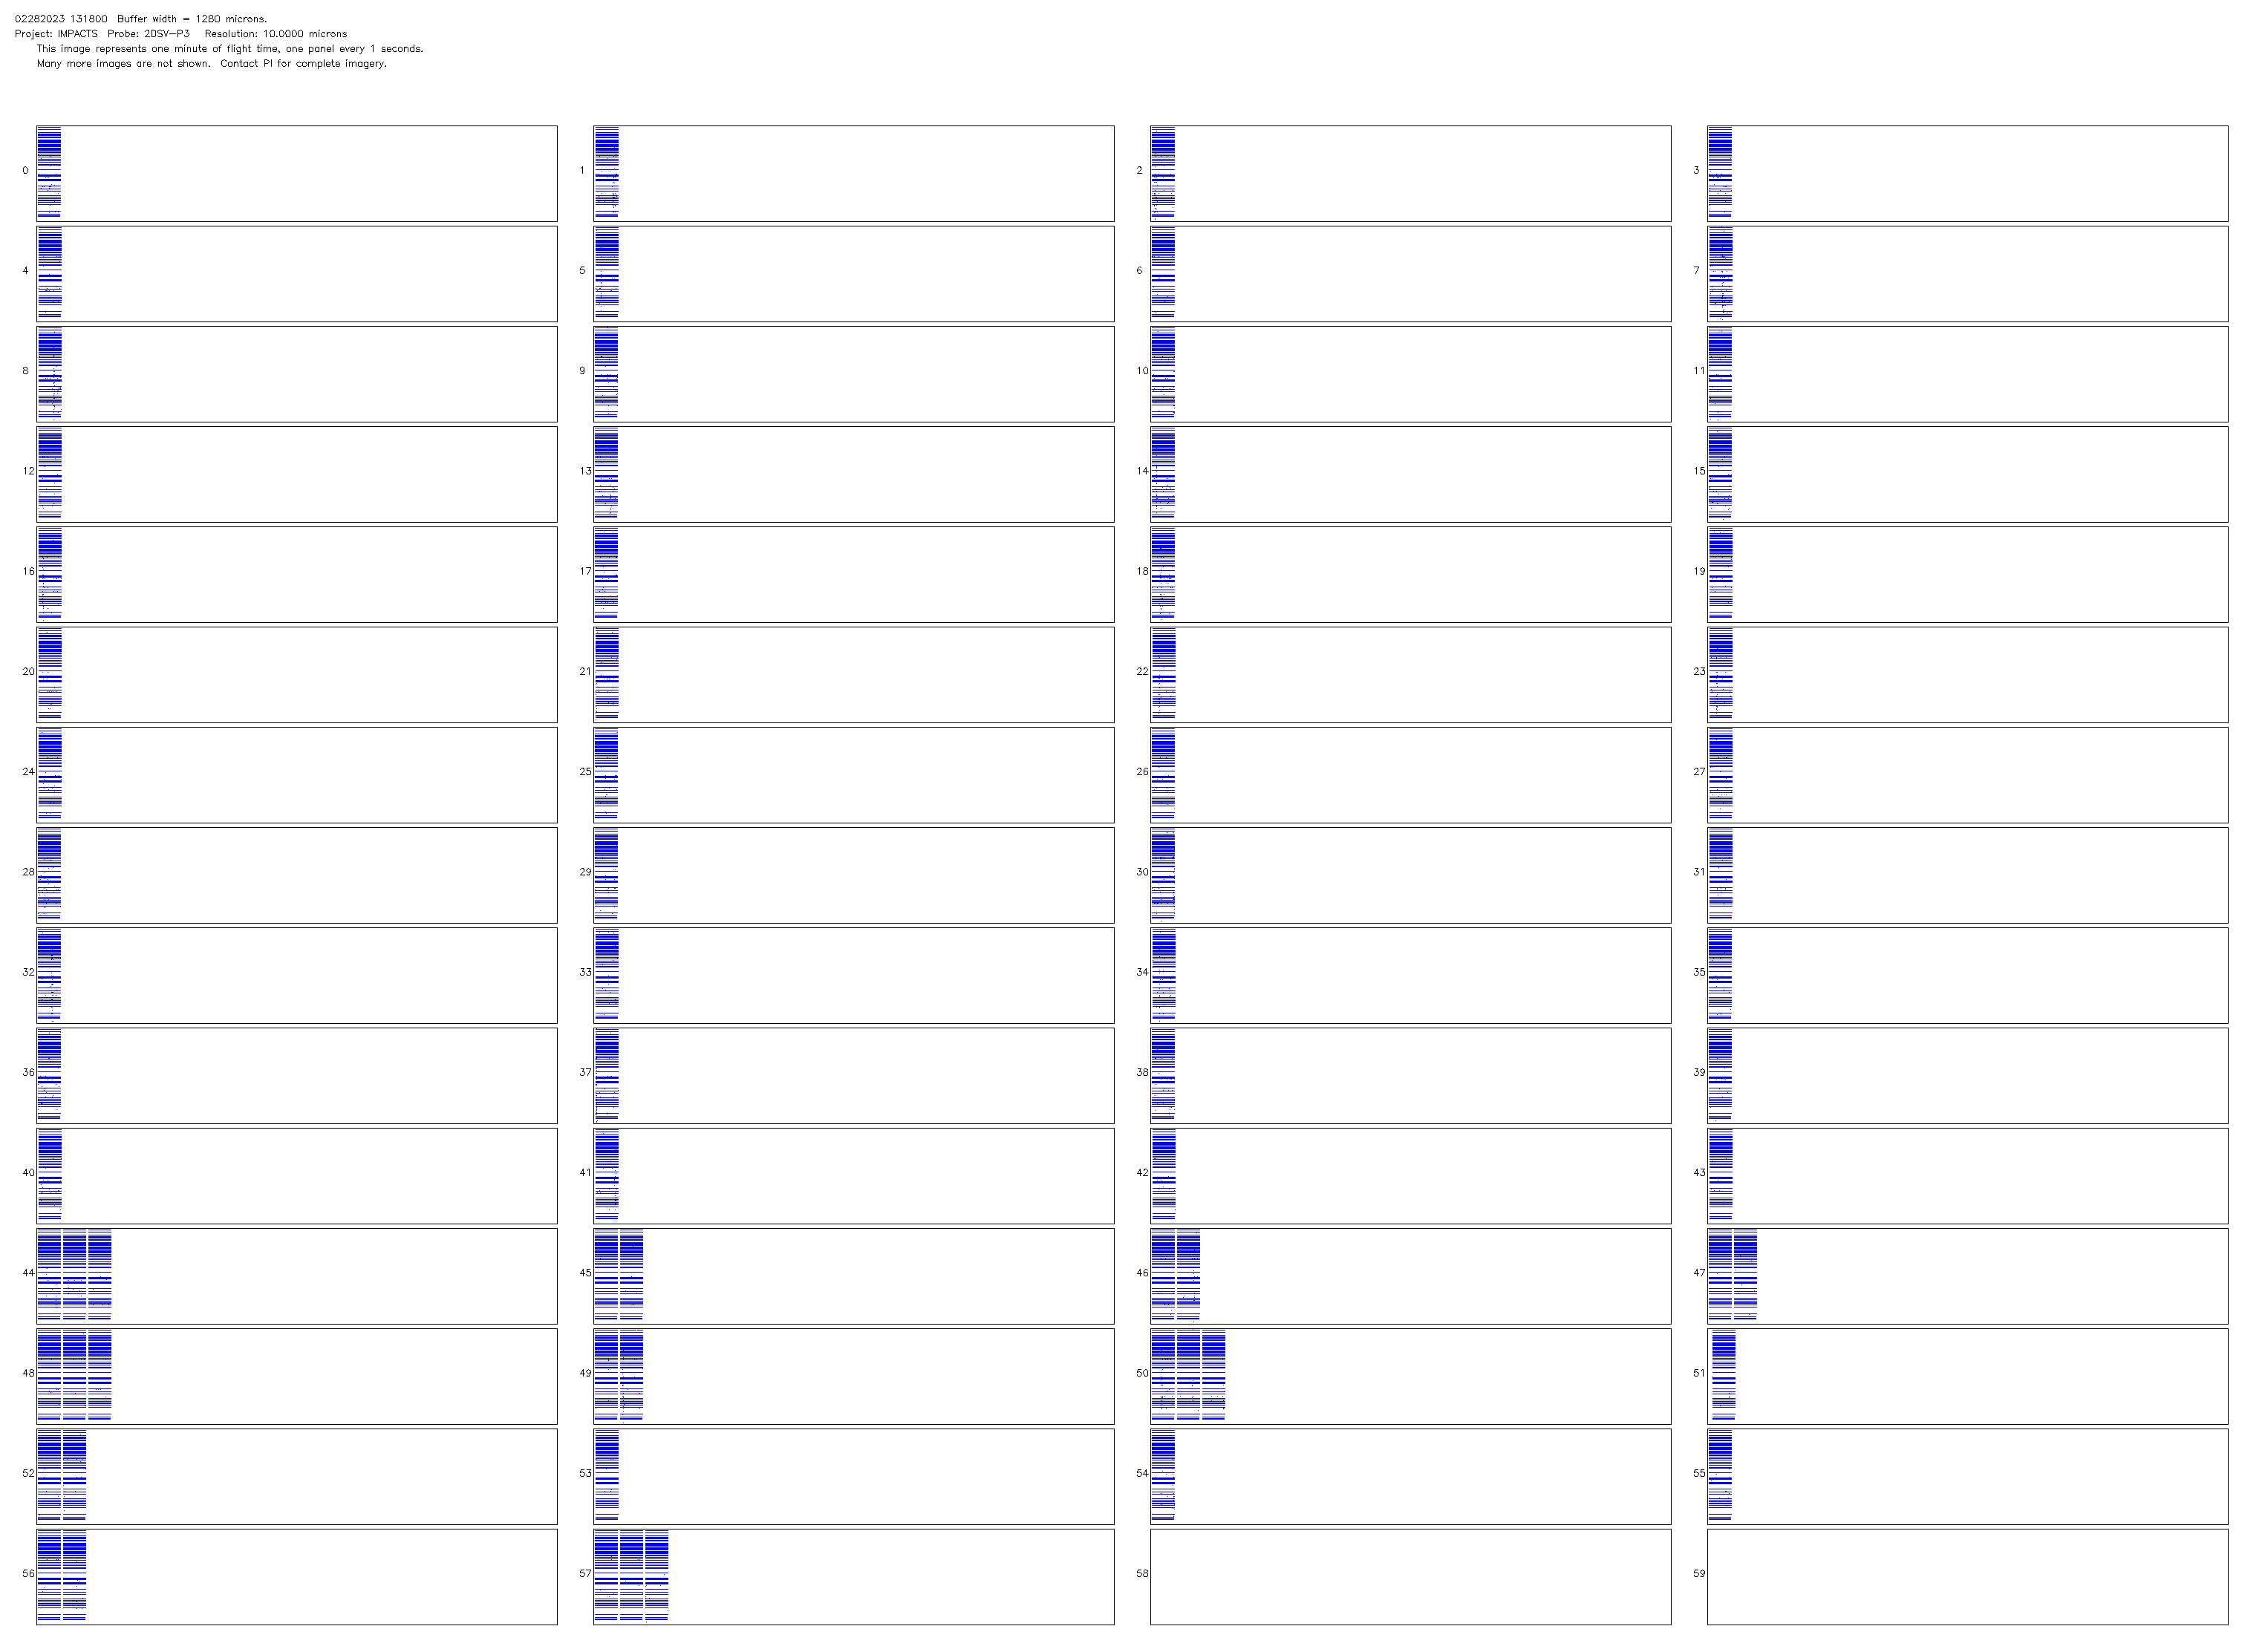 02282023 131800  Buffer width = 1280 microns.
Project: IMPACTS  Probe: 2DSV-P3  Resolution: 10.0000 microns
This image represents one minute of flight time, one panel every 1 seconds.
Many more images are not shown.  Contact PI for complete imagery.
0 1 2 3
4 5 6 7
8 9 10 11
12 13 14 15
16 17 18 19
20 21 22 23
24 25 26 27
28 29 30 31
32 33 34 35
36 37 38 39
40 41 42 43
44 45 46 47
48 49 50 51
52 53 54 55
56 57 58 59